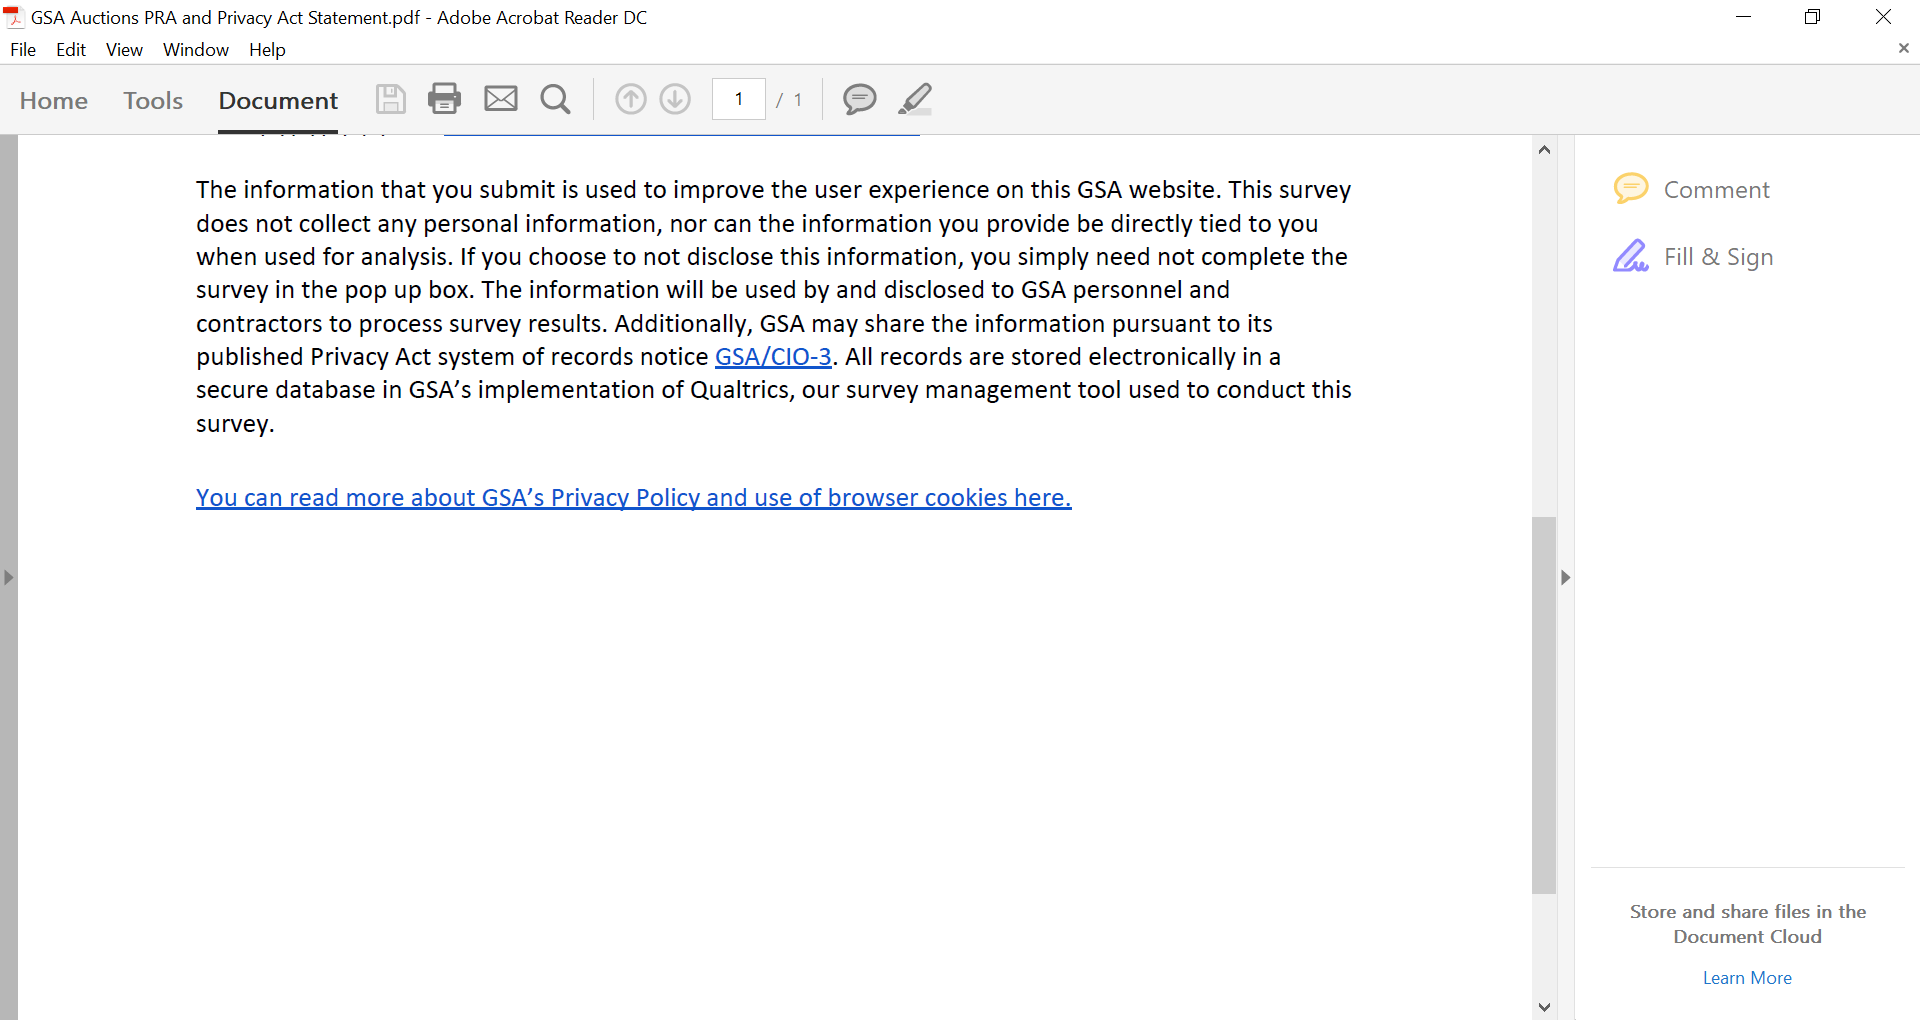 GSA Auctions PRA and Privacy Act Statement.pdf - Adobe Acrobat Reader DC
File Edit View Window Help
Home Tools Document 1 / 1
The information that you submit is used to improve the user experience on this GSA website. This survey
does not collect any personal information, nor can the information you provide be directly tied to you
when used for analysis. If you choose to not disclose this information, you simply need not complete the
survey in the pop up box. The information will be used by and disclosed to GSA personnel and
contractors to process survey results. Additionally, GSA may share the information pursuant to its
published Privacy Act system of records notice GSA/CIO-3. All records are stored electronically in a
secure database in GSA’s implementation of Qualtrics, our survey management tool used to conduct this
survey.
You can read more about GSA’s Privacy Policy and use of browser cookies here.
Comment
Fill & Sign
Store and share files in the
Document Cloud
Learn More